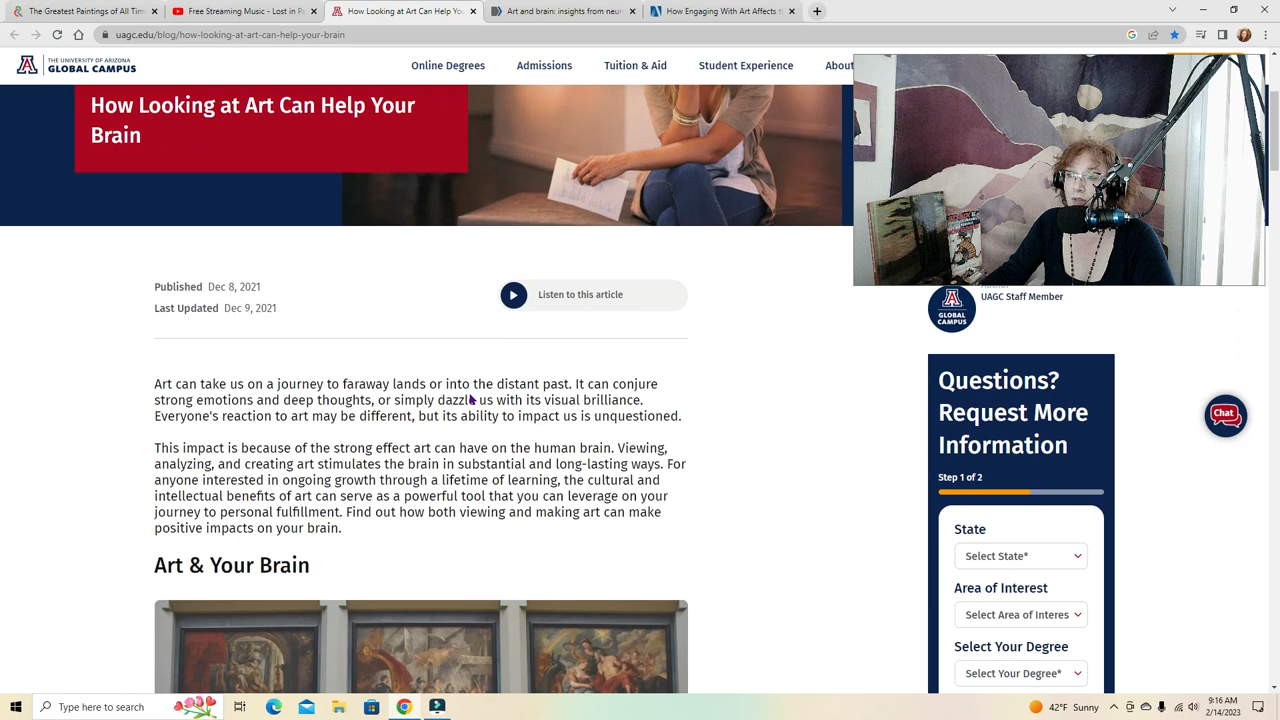 The Greatest Paintings of All Tim
Free Streaming Music - Lost in
How Looking at Art Can Help Yo
Art and brain: insights from neur
How Engaging With Art Affects t
uagc.edu/blog/how-looking-at-art-can-help-your-brain
THE UNIVERSITY OF ARIZONA
GLOBAL CAMPUS
Online Degrees
Admissions
Tuition & Aid
Student Experience
About
How Looking at Art Can Help Your
Brain
Published Dec 8, 2021
Last Updated Dec 9, 2021
Listen to this article
UAGC Staff Member
GLOBAL
CAMPUS
Art can take us on a journey to faraway lands or into the distant past. It can conjure
strong emotions and deep thoughts, or simply dazzle us with its visual brilliance.
Everyone's reaction to art may be different, but its ability to impact us is unquestioned.
This impact is because of the strong effect art can have on the human brain. Viewing,
analyzing, and creating art stimulates the brain in substantial and long-lasting ways. For
anyone interested in ongoing growth through a lifetime of learning, the cultural and
intellectual benefits of art can serve as a powerful tool that you can leverage on your
journey to personal fulfillment. Find out how both viewing and making art can make
positive impacts on your brain.
Art & Your Brain
Questions?
Request More
Information
Step 1 of 2
State
Select State*
Area of Interest
Select Area of Interes
Select Your Degree
Select Your Degree*
Chat
Type here to search
42°F Sunny
9:16 AM
2/14/2023